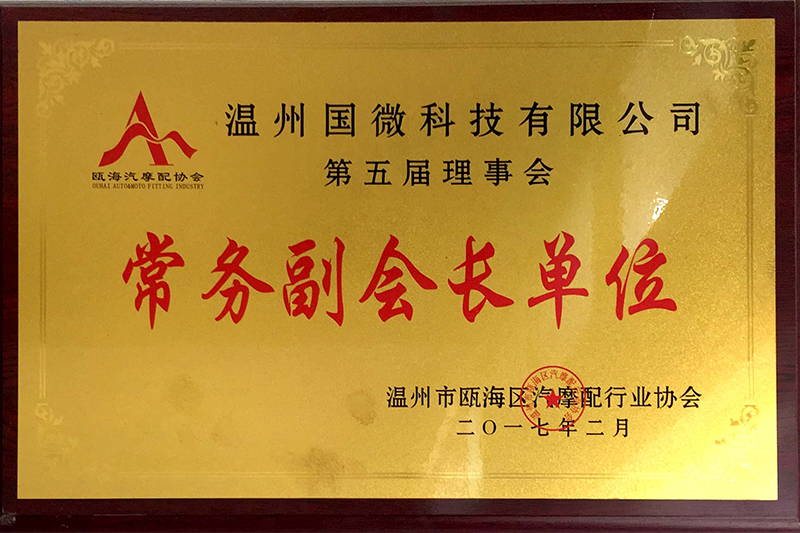 温州国微科技有限公司
瓯海汽摩配协会
OUHAI AUTO&MOTO FITTING INDUSTRY
第五届理事会
常务副会长单位
温州市瓯海区汽摩配行业协会
二〇一七年二月